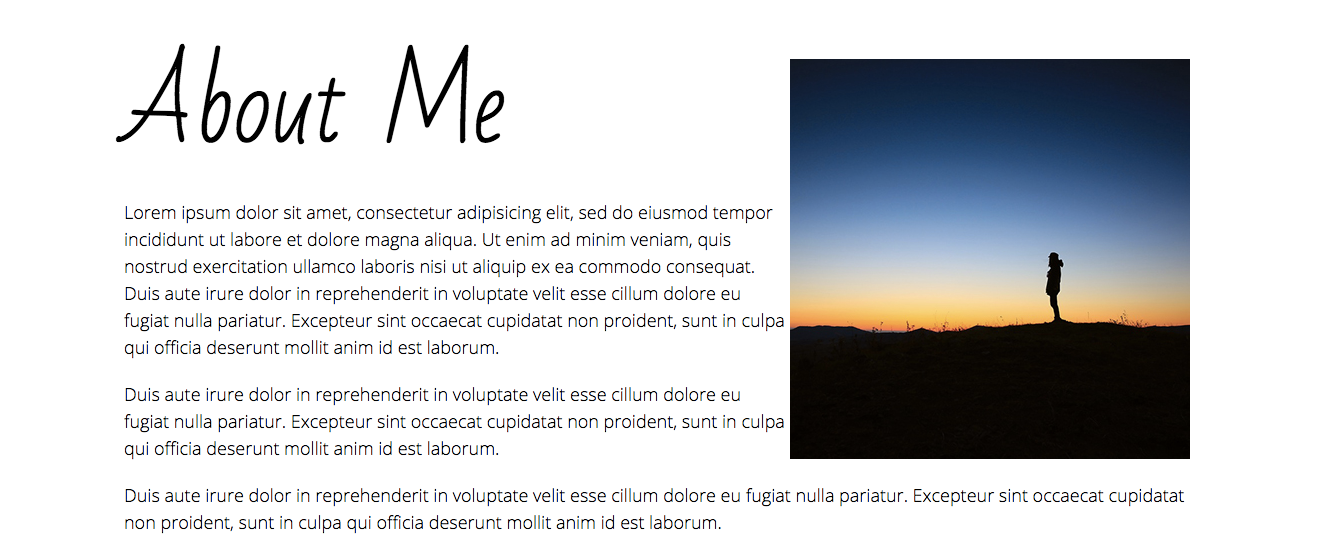 About Me
Lorem ipsum dolor sit amet, consectetur adipisicing elit, sed do eiusmod tempor
incididunt ut labore et dolore magna aliqua. Ut enim ad minim veniam, quis
nostrud exercitation ullamco laboris nisi ut aliquip ex ea commodo consequat.
Duis aute irure dolor in reprehenderit in voluptate velit esse cillum dolore eu
fugiat nulla pariatur. Excepteur sint occaecat cupidatat non proident, sunt in culpa
qui officia deserunt mollit anim id est laborum.
Duis aute irure dolor in reprehenderit in voluptate velit esse cillum dolore eu
fugiat nulla pariatur. Excepteur sint occaecat cupidatat non proident, sunt in culpa
qui officia deserunt mollit anim id est laborum.
Duis aute irure dolor in reprehenderit in voluptate velit esse cillum dolore eu fugiat nulla pariatur. Excepteur sint occaecat cupidatat
non proident, sunt in culpa qui officia deserunt mollit anim id est laborum.